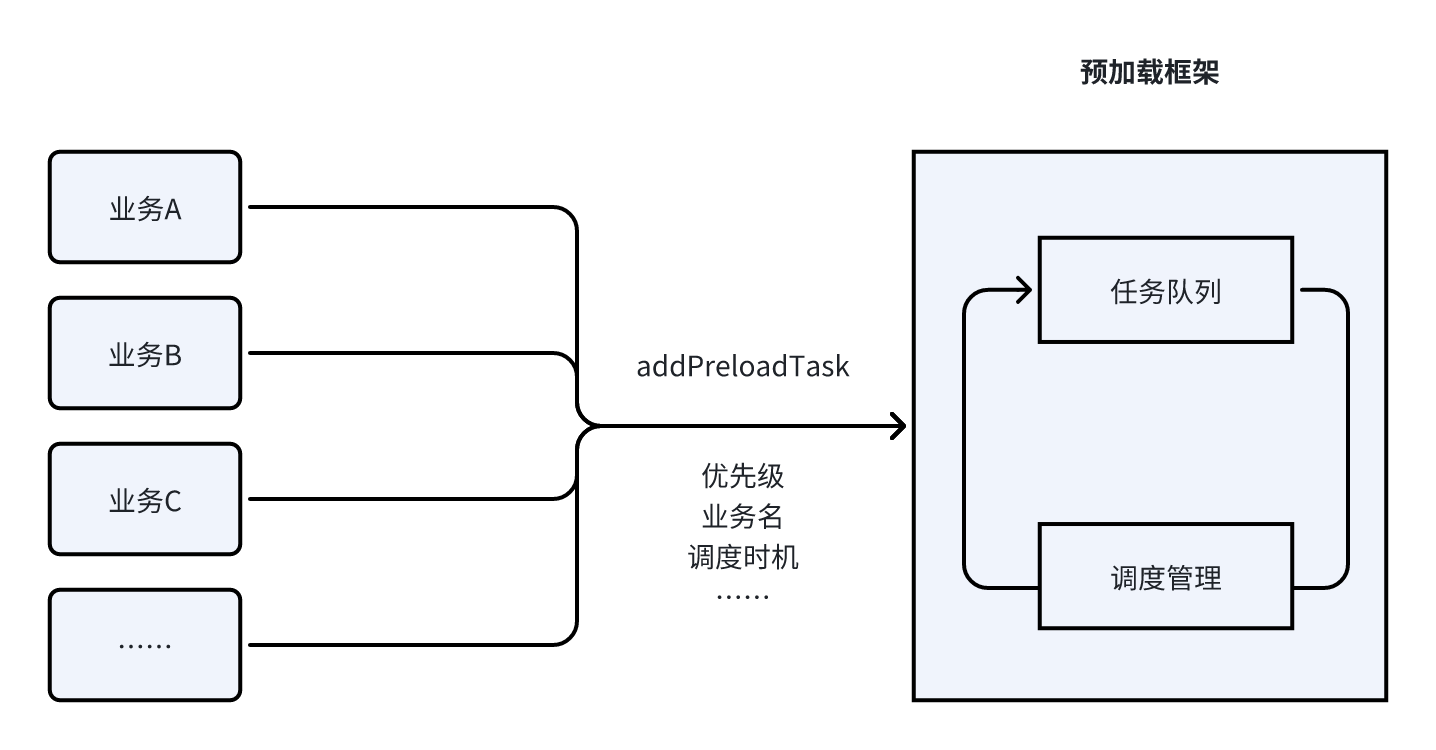 预加载框架
业务A
业务B
业务C
……
addPreloadTask
优先级
业务名
调度时机
……
任务队列
调度管理